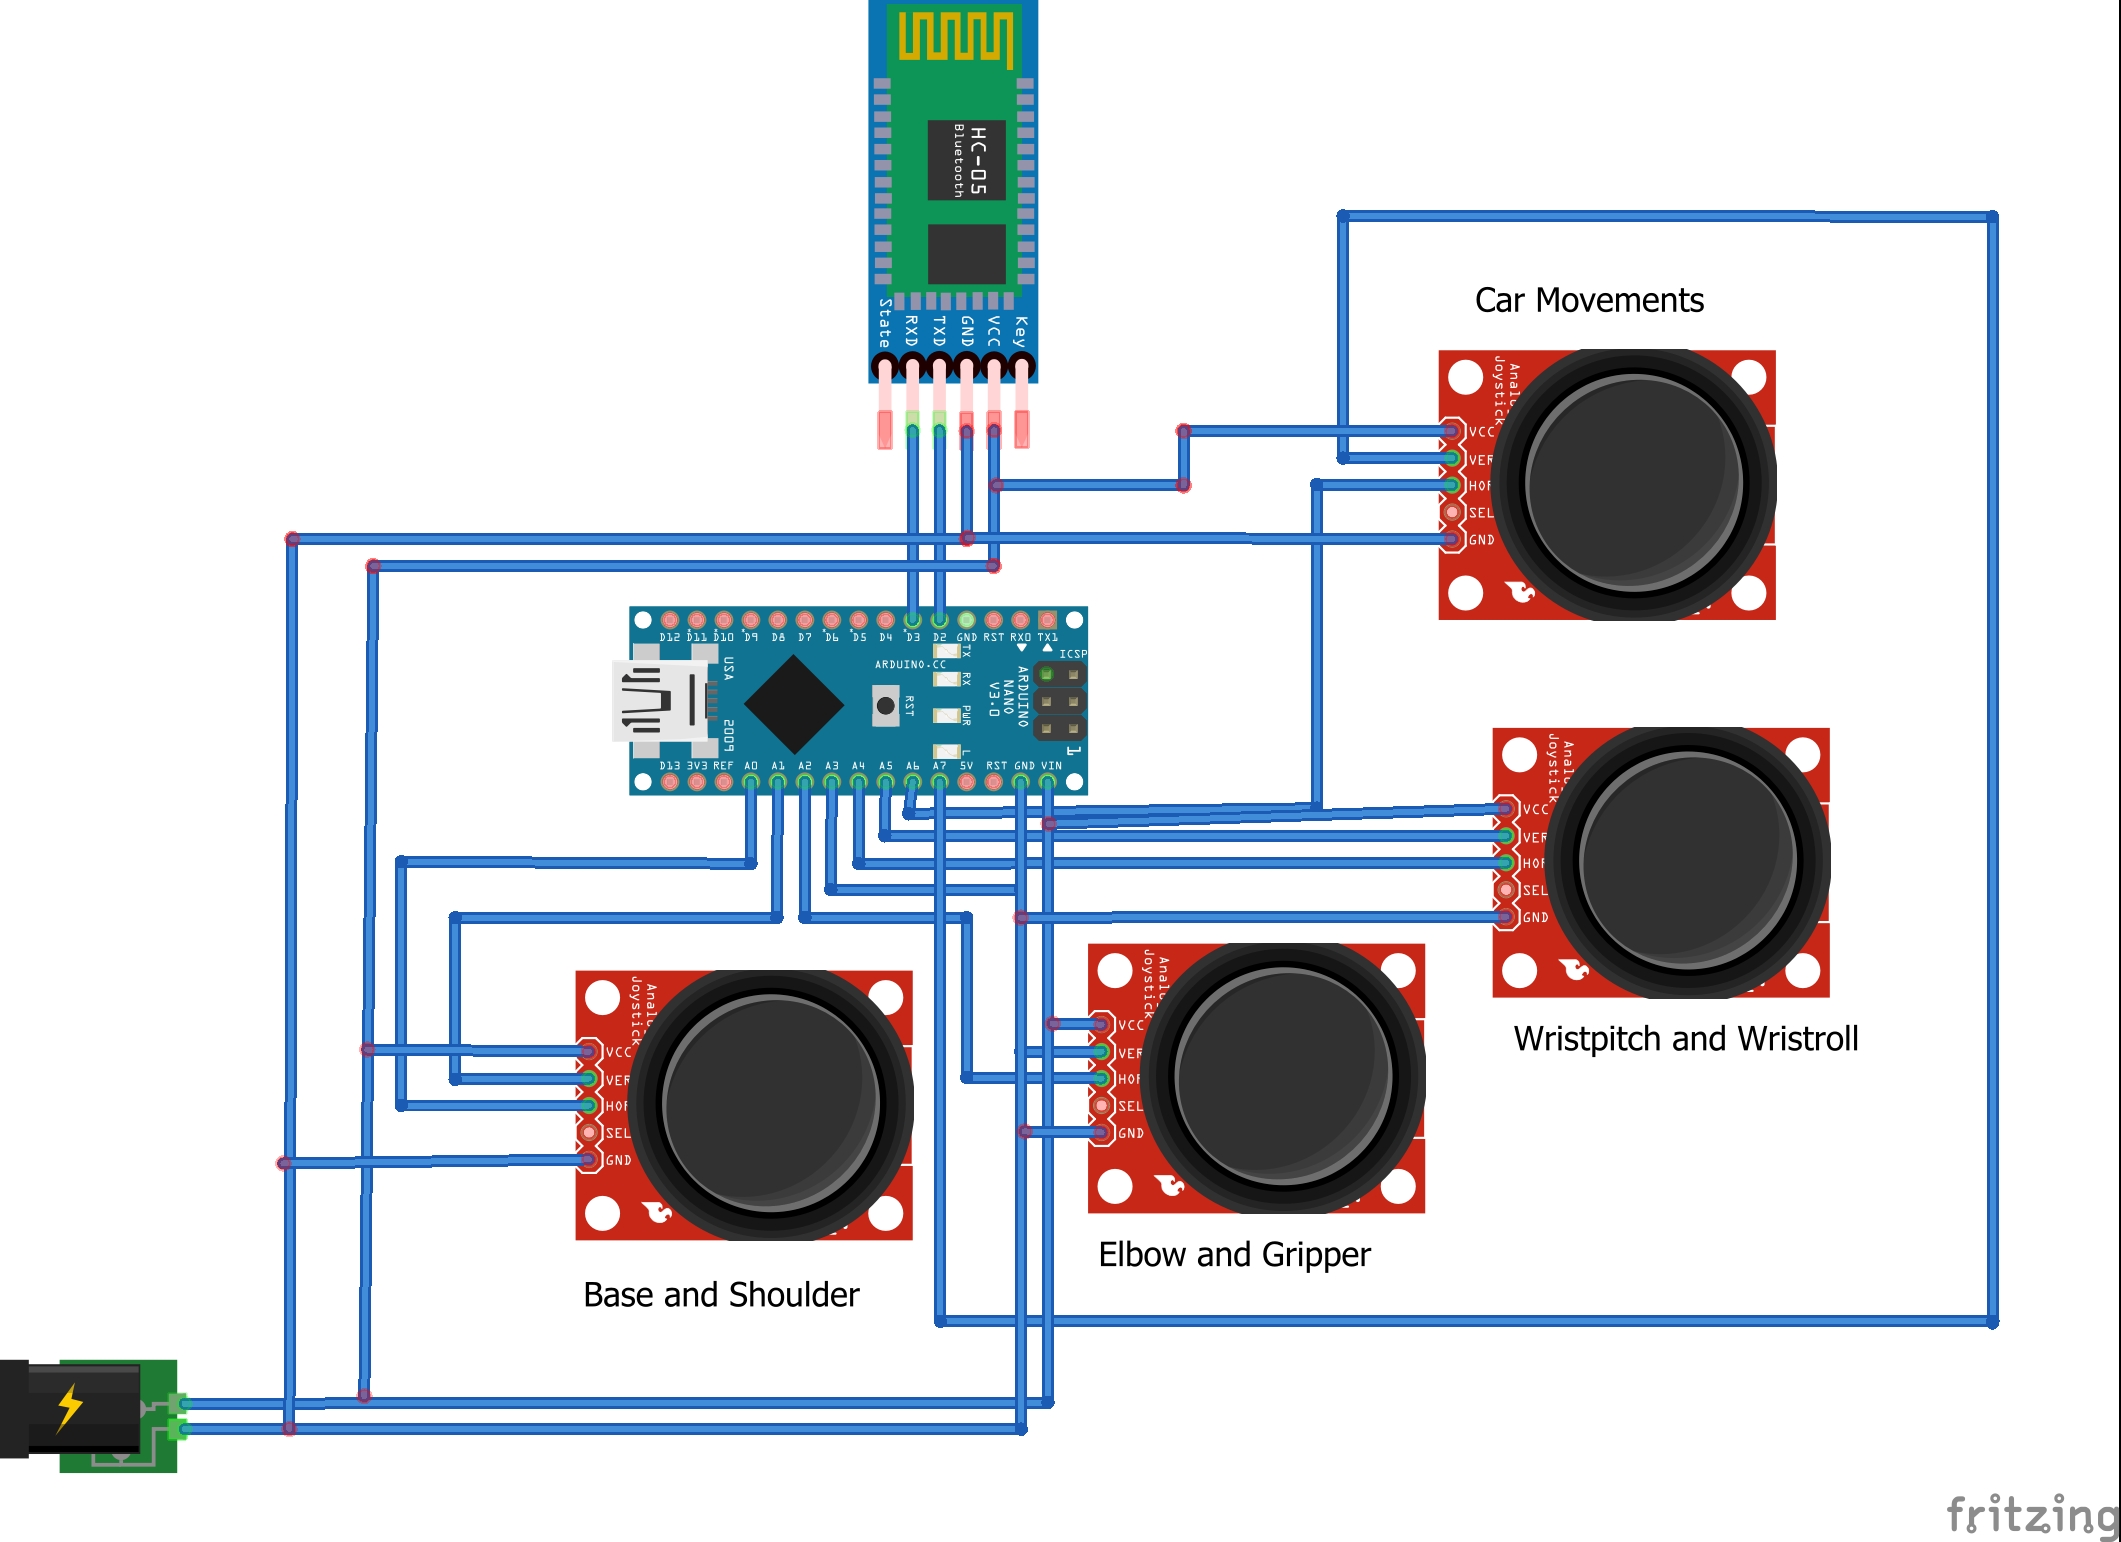 HC-05
Bluetooth
State
RXD
TXD
GND
VCC
Key
Car Movements
Analo
Joystick
VCC
VER
HOR
SEL
GND
D12
D11
D10
D9
D8
D7
D6
D5
D4
D3
D2
GND
RST
RX0
TX1
ARDUINO.CC
TX
RX
PWR
L
RST
USA
2009
ARDUINO
NANO
V3.0
ICSP
1
D13
3V3
REF
A0
A1
A2
A3
A4
A5
A6
A7
5V
RST
GND
VIN
Analo
Joystick
VCC
VER
HOR
SEL
GND
Wristpitch and Wristroll
Analo
Joystick
VCC
VER
HOR
SEL
GND
Elbow and Gripper
Analo
Joystick
VCC
VER
HOR
SEL
GND
Base and Shoulder
fritzing